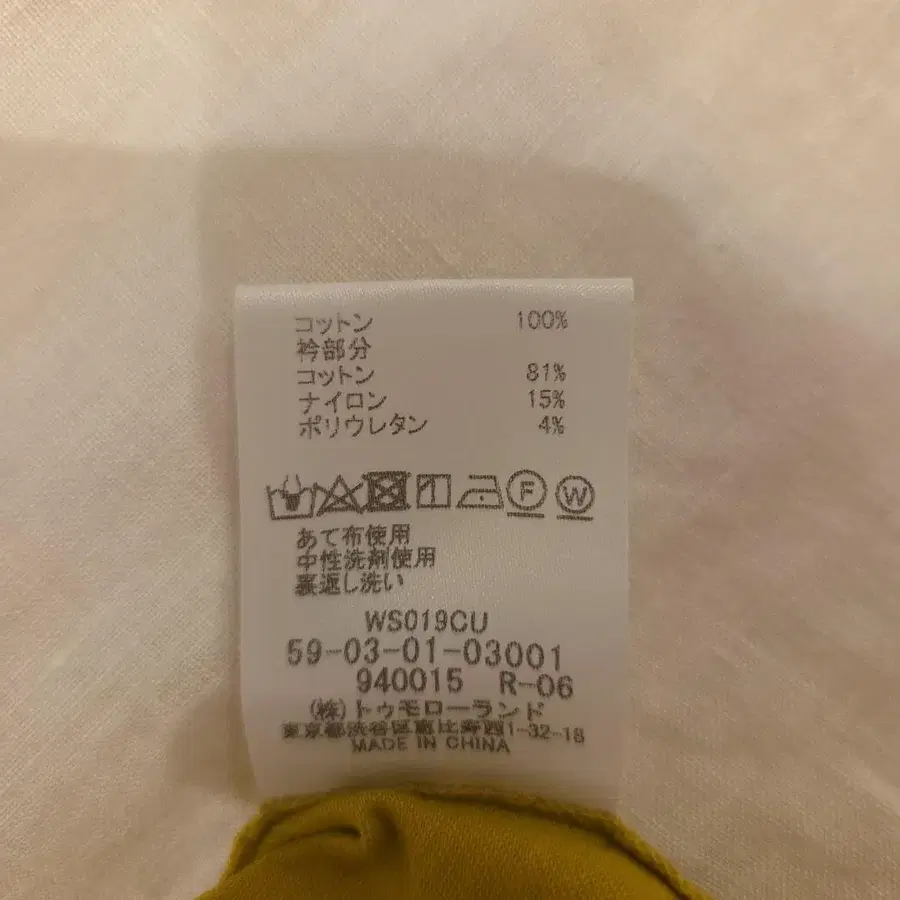 コットン 100%
衿部分
コットン 81%
ナイロン 15%
ポリウレタン 4%
F W
あて布使用
中性洗剤使用
裏返し洗い
WS019CU
59-03-01-03001
940015 R-06
(株)トゥモローランド
東京都渋谷区恵比寿西1-32-18
MADE IN CHINA